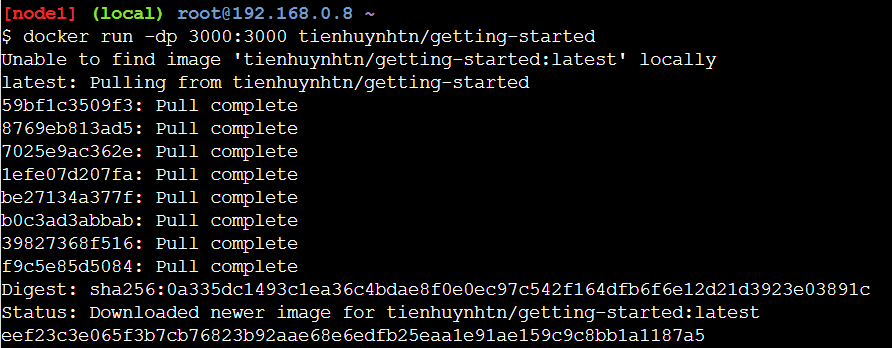 [node1] (local) root@192.168.0.8 ~
$ docker run -dp 3000:3000 tienhuynhtn/getting-started
Unable to find image 'tienhuynhtn/getting-started:latest' locally
latest: Pulling from tienhuynhtn/getting-started
59bf1c3509f3: Pull complete
8769eb813ad5: Pull complete
7025e9ac362e: Pull complete
1efe07d207fa: Pull complete
be27134a377f: Pull complete
b0c3ad3abbab: Pull complete
39827368f516: Pull complete
f9c5e85d5084: Pull complete
Digest: sha256:0a335dc1493c1ea36c4bdae8f0e0ec97c542f164dfb6f6e12d21d3923e03891c
Status: Downloaded newer image for tienhuynhtn/getting-started:latest
eef23c3e065f3b7cb76823b92aae68e6edfb25eaa1e91ae159c9c8bb1a1187a5